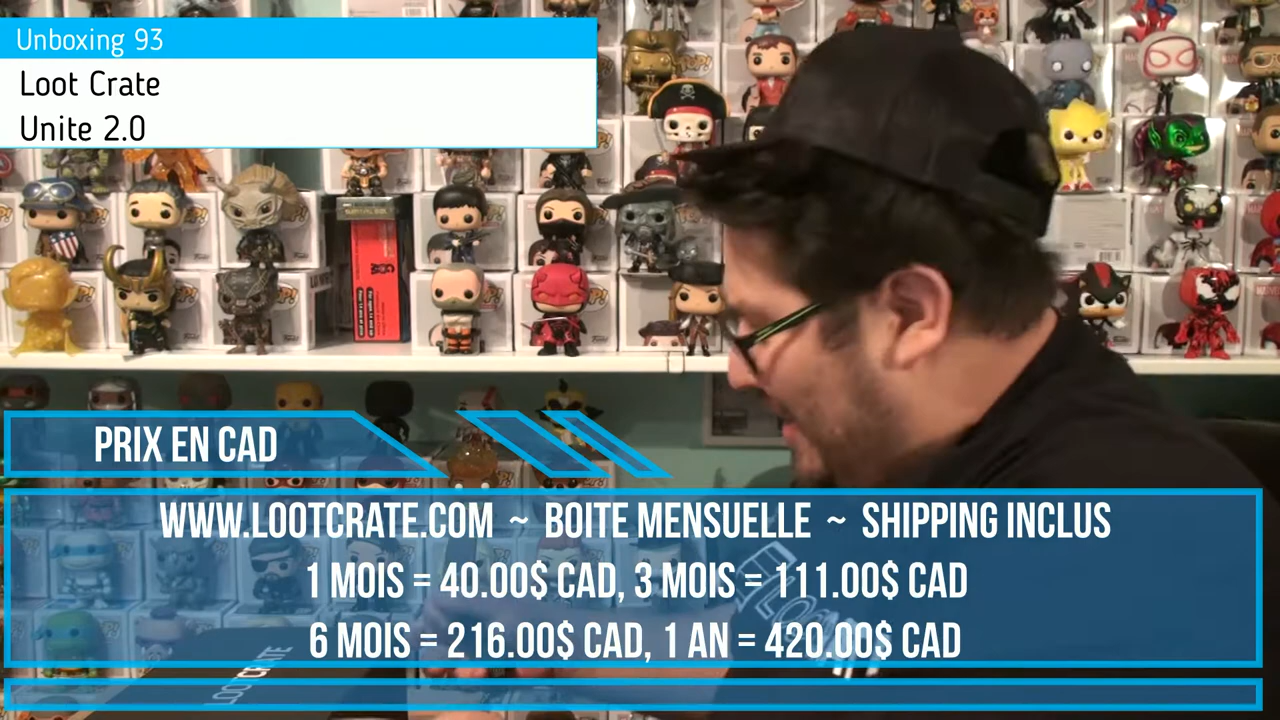 Unboxing 93
Loot Crate
Unite 2.0
PRIX EN CAD
WWW.LOOTCRATE.COM ~ BOITE MENSUELLE ~ SHIPPING INCLUS
1 MOIS = 40.00$ CAD, 3 MOIS = 111.00$ CAD
6 MOIS = 216.00$ CAD, 1 AN = 420.00$ CAD
LOOTCRATE